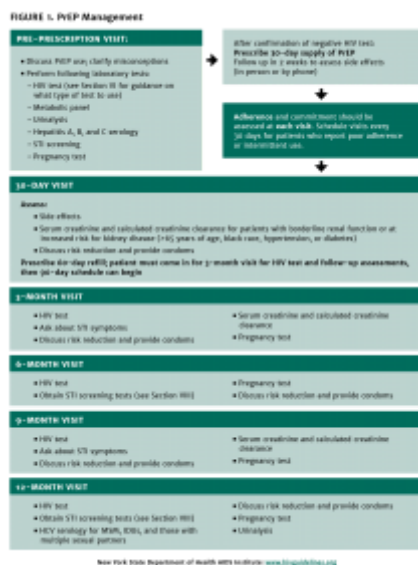 FIGURE 1. PrEP Management
PRE-PRESCRIPTION VISIT:
• Discuss PrEP use; clarify misconceptions
• Perform following laboratory tests:
– HIV test (see Section III for guidance on
what type of test to use)
– Metabolic panel
– Urinalysis
– Hepatitis A, B, and C serology
– STI screening
– Pregnancy test
After confirmation of negative HIV test:
Prescribe 30-day supply of PrEP
Follow up in 2 weeks to assess side effects
(in person or by phone)
Adherence and commitment should be
assessed at each visit. Schedule visits every
30 days for patients who report poor adherence
or intermittent use.
30-DAY VISIT
Assess:
• Side effects
• Serum creatinine and calculated creatinine clearance for patients with borderline renal function or at
increased risk for kidney disease (>65 years of age, black race, hypertension, or diabetes)
• Discuss risk reduction and provide condoms
Prescribe 60-day refill; patient must come in for 3-month visit for HIV test and follow-up assessments,
then 90-day schedule can begin
3-MONTH VISIT
• HIV test
• Ask about STI symptoms
• Discuss risk reduction and provide condoms
• Serum creatinine and calculated creatinine
clearance
• Pregnancy test
6-MONTH VISIT
• HIV test
• Obtain STI screening tests (see Section VIII)
• Pregnancy test
• Discuss risk reduction and provide condoms
9-MONTH VISIT
• HIV test
• Ask about STI symptoms
• Discuss risk reduction and provide condoms
• Serum creatinine and calculated creatinine
clearance
• Pregnancy test
12-MONTH VISIT
• HIV test
• Obtain STI screening tests (see Section VIII)
• HCV serology for MSM, IDUs, and those with
multiple sexual partners
• Discuss risk reduction and provide condoms
• Pregnancy test
• Urinalysis
New York State Department of Health AIDS Institute: www.hivguidelines.org